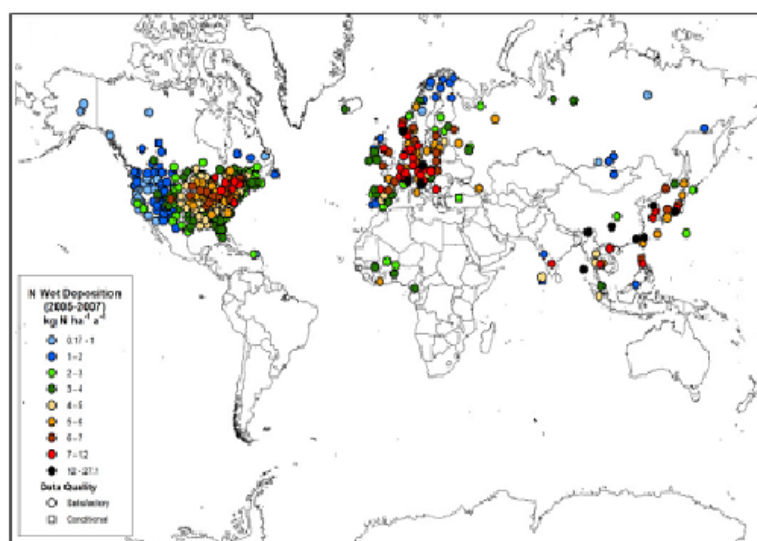 N Wet Deposition
(2005-2007)
kg N ha⁻¹ a⁻¹
0.17 - 1
1 - 2
2 - 3
3 - 4
4 - 5
5 - 6
6 - 7
7 - 12
12 - 27.1
Data Quality
Satisfactory
Conditional